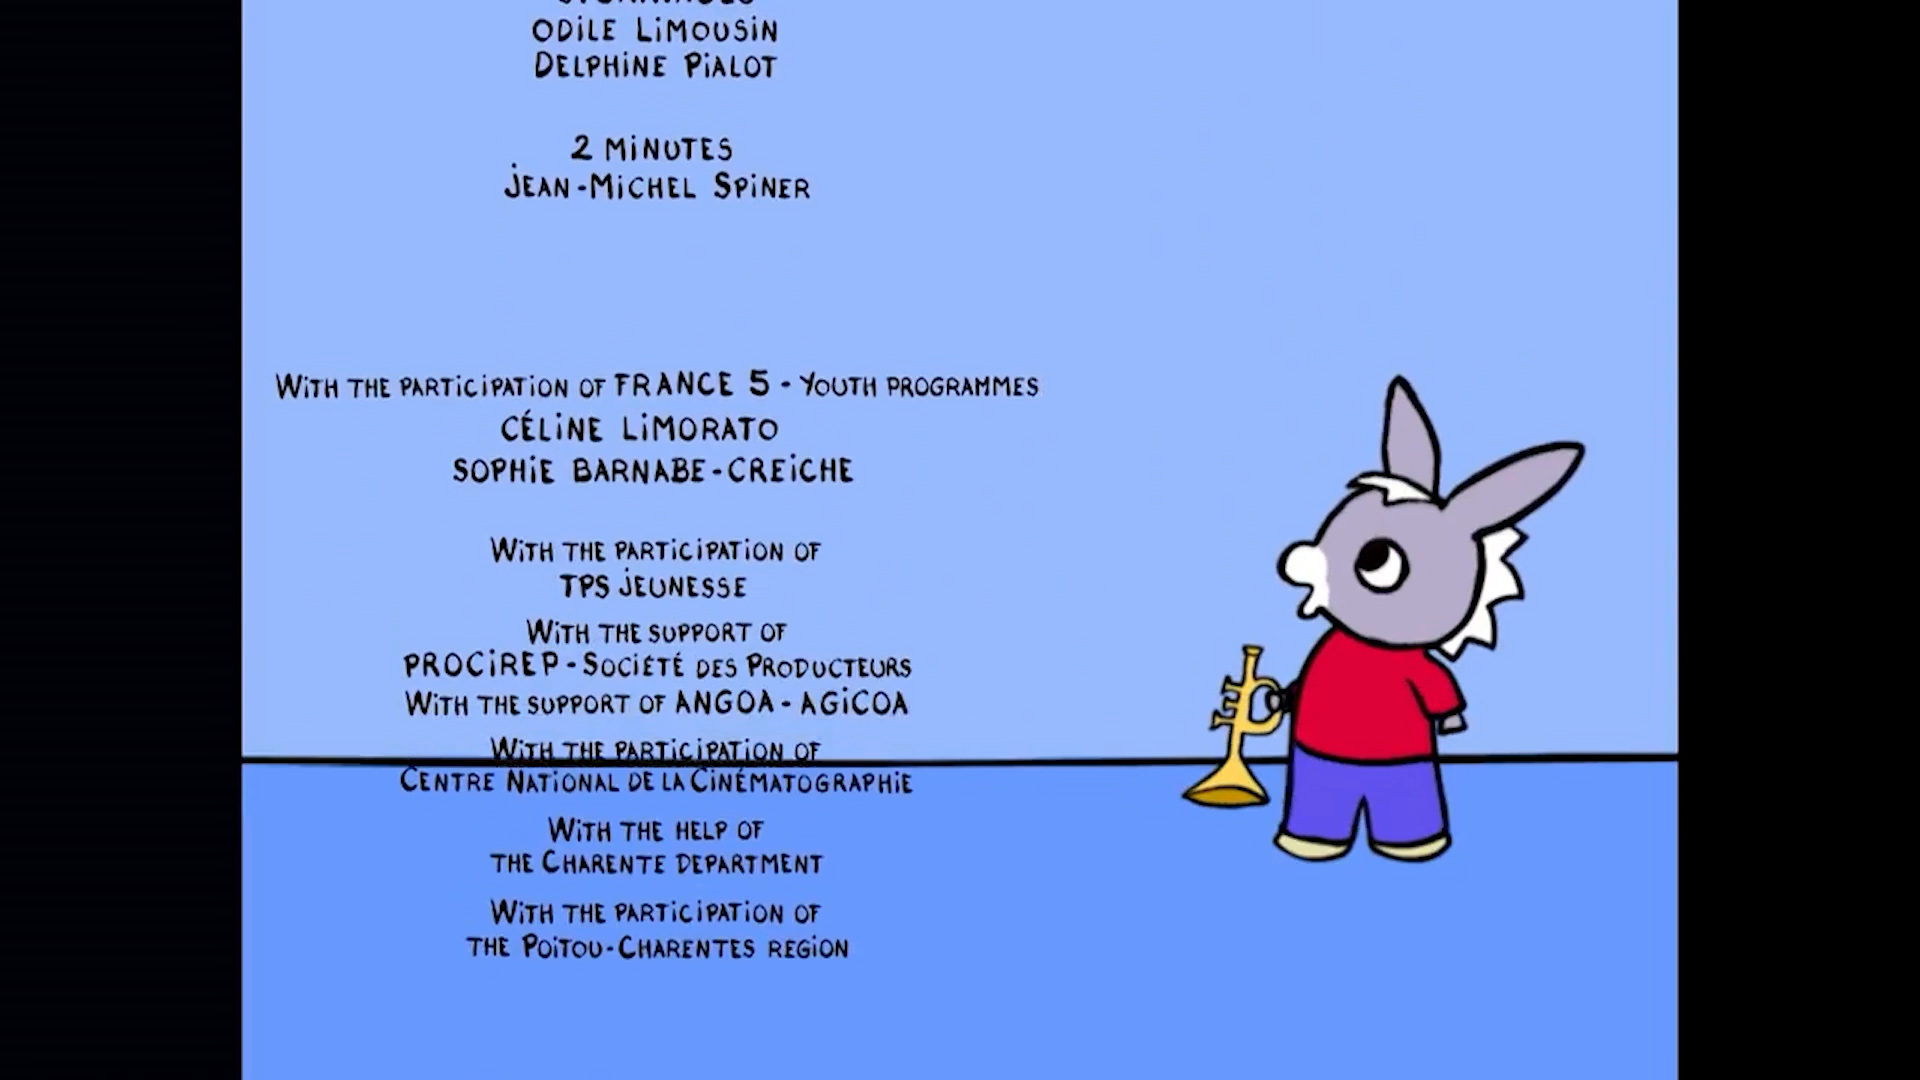 ODILE LIMOUSIN
DELPHINE PIALOT
2 MINUTES
JEAN-MICHEL SPINER
WITH THE PARTICIPATION OF FRANCE 5 - YOUTH PROGRAMMES
CÉLINE LIMORATO
SOPHIE BARNABE-CREICHE
WITH THE PARTICIPATION OF
TPS JEUNESSE
WITH THE SUPPORT OF
PROCIREP - SOCIÉTÉ DES PRODUCTEURS
WITH THE SUPPORT OF ANGOA - AGICOA
WITH THE PARTICIPATION OF
CENTRE NATIONAL DE LA CINÉMATOGRAPHIE
WITH THE HELP OF
THE CHARENTE DEPARTMENT
WITH THE PARTICIPATION OF
THE POITOU-CHARENTES REGION